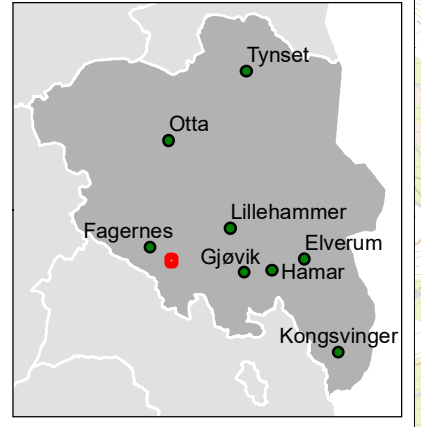 Tynset
Otta
Lillehammer
Fagernes
Gjøvik
Elverum
Hamar
Kongsvinger